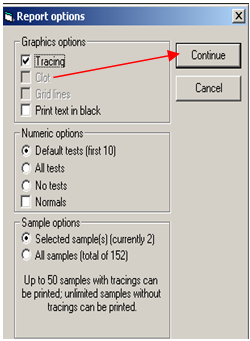 Report options
Graphics options
Tracing
Clot
Grid lines
Print text in black
Continue
Cancel
Numeric options
Default tests (first 10)
All tests
No tests
Normals
Sample options
Selected sample(s) (currently 2)
All samples (total of 152)
Up to 50 samples with tracings can
be printed; unlimited samples without
tracings can be printed.